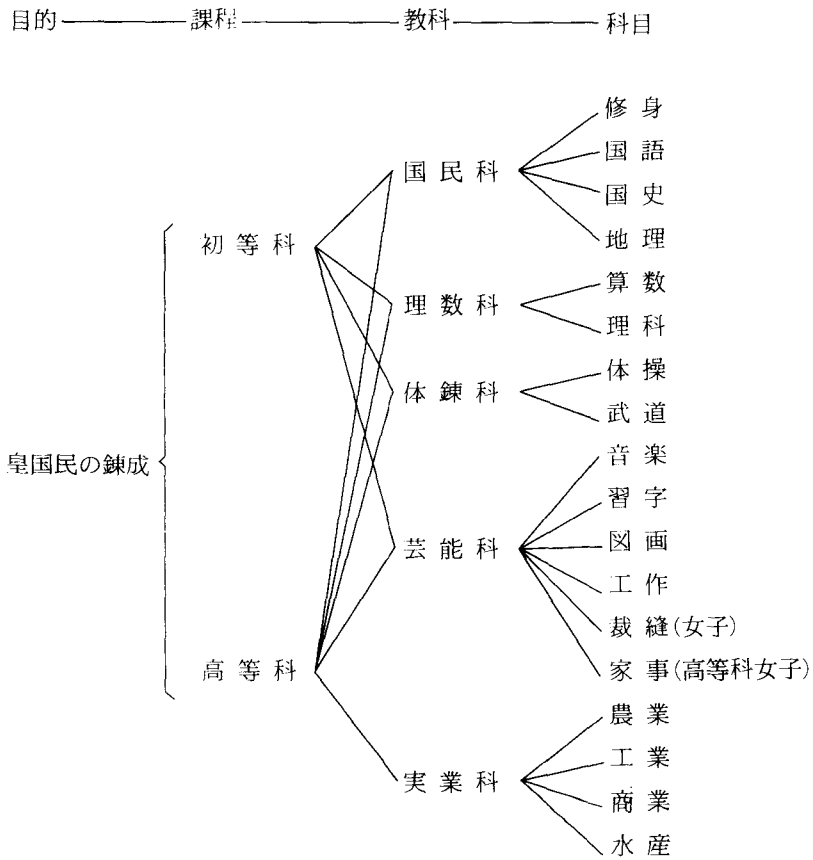 目的 課程 教科 科目
修身
国民科 国語
国史
初等科 地理
算数
理数科 理科
体錬科 体操
武道
皇国民の錬成 音楽
習字
芸能科 図画
工作
裁縫(女子)
高等科 家事(高等科女子)
農業
実業科 工業
商業
水産